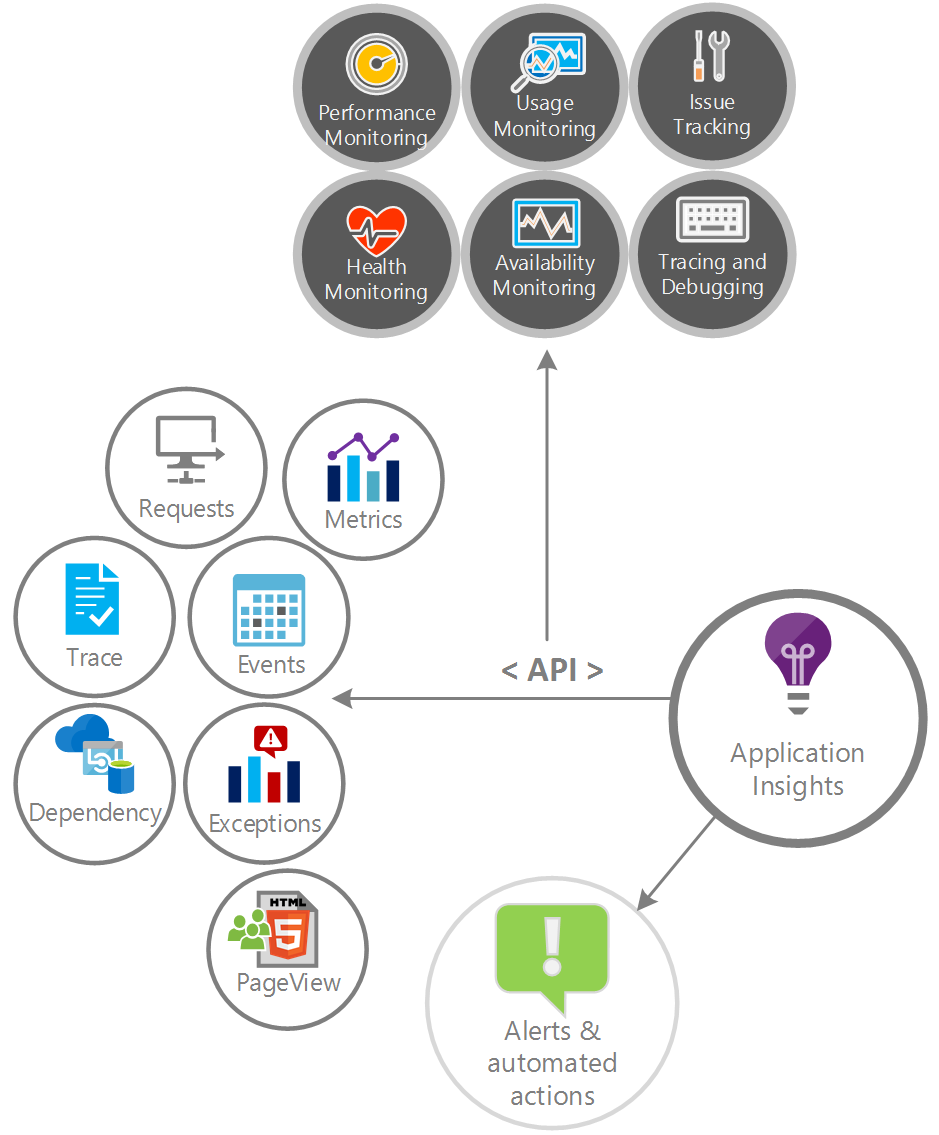 Performance
Monitoring
Usage
Monitoring
Issue
Tracking
Health
Monitoring
Availability
Monitoring
Tracing and
Debugging
Requests
Metrics
Trace
Events
< API >
Application
Insights
Dependency
Exceptions
HTML
5
PageView
Alerts &
automated
actions